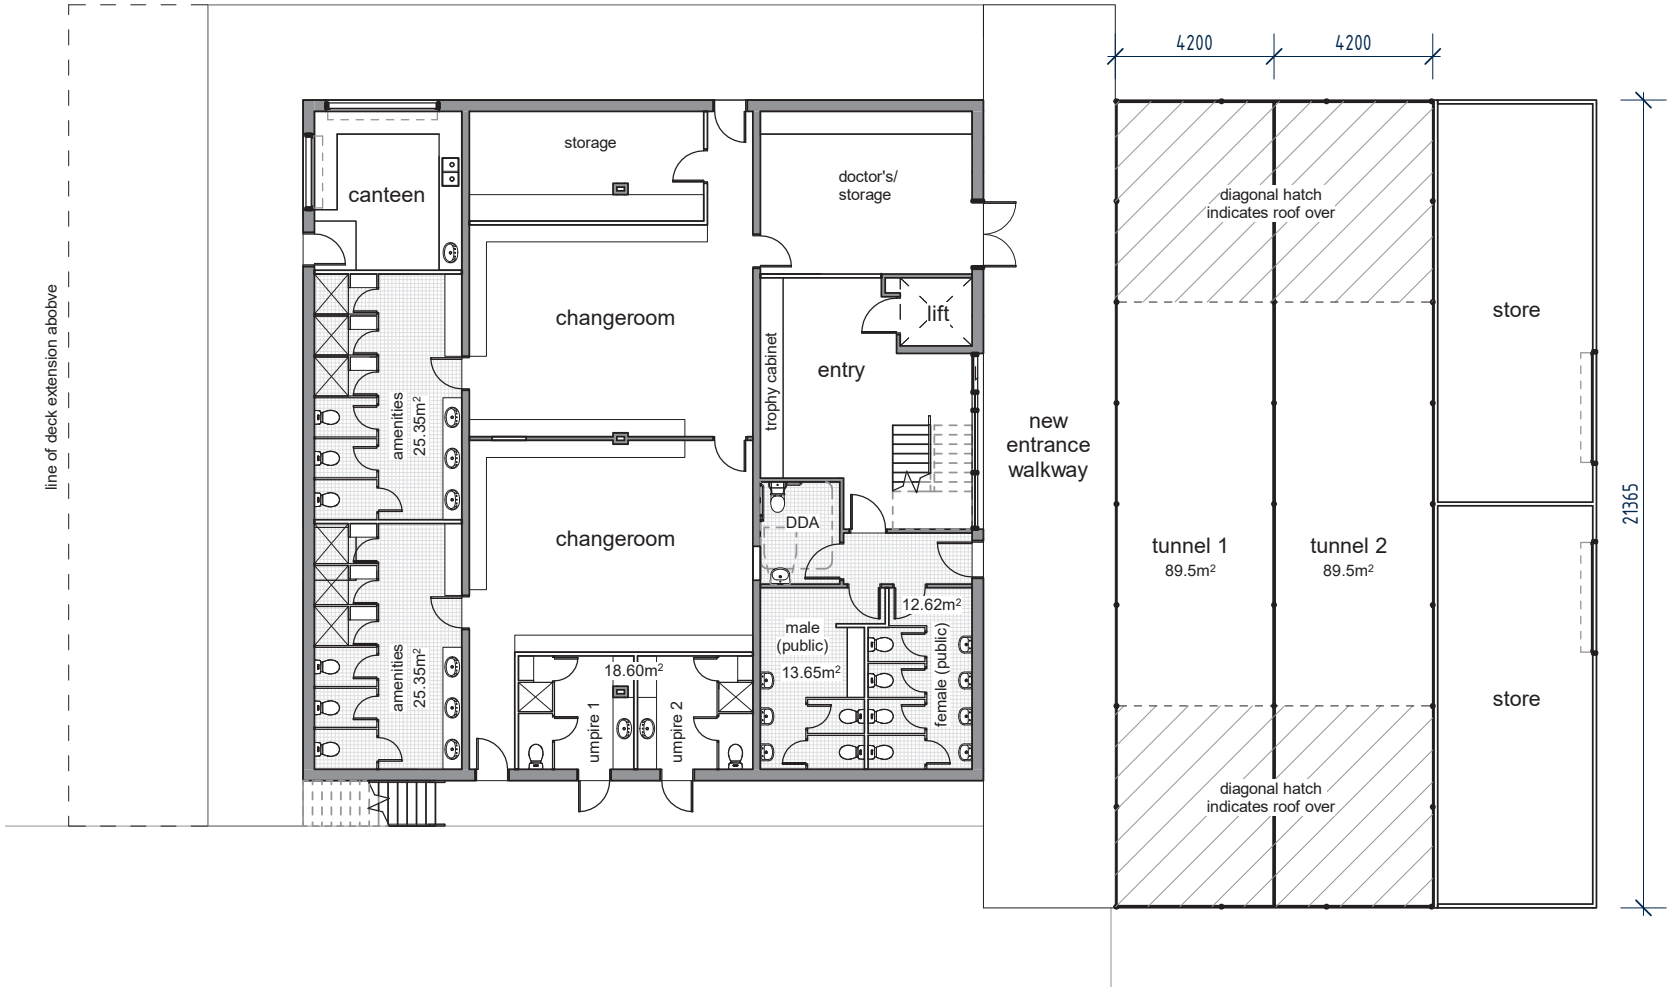 4200
4200
storage
canteen
doctor's/
storage
diagonal hatch
indicates roof over
line of deck extension abobve
changeroom
lift
store
trophy cabinet
entry
amenities
25.35m²
new
entrance
walkway
21365
changeroom
DDA
tunnel 1
89.5m²
tunnel 2
89.5m²
12.62m²
male
(public)
13.65m²
female (public)
amenities
25.35m²
18.60m²
umpire 1
umpire 2
store
diagonal hatch
indicates roof over